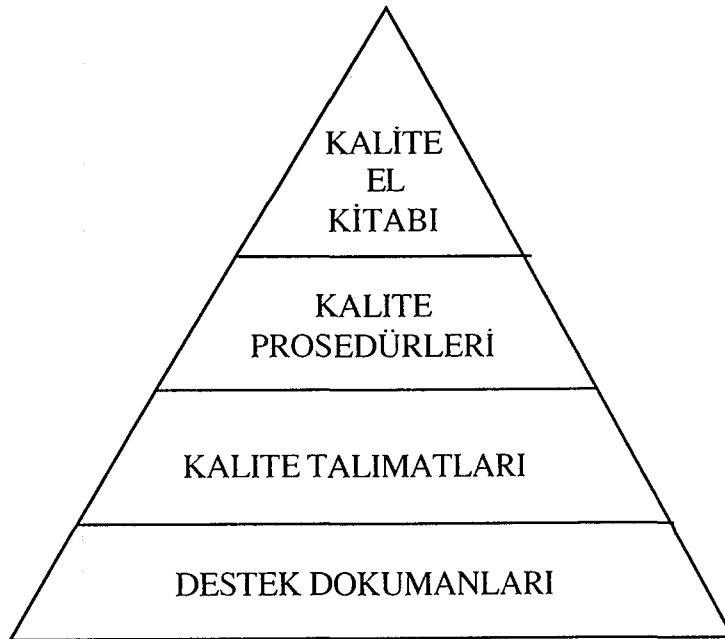 KALİTE
EL
KİTABI
KALITE
PROSEDÜRLERİ
KALITE TALIMATLARI
DESTEK DOKUMANLARI